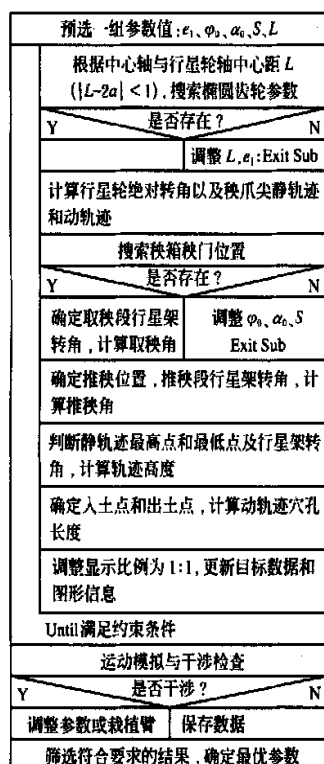 预选一组参数值:e₁、φ₀、α₀、S、L
根据中心轴与行星轮轴中心距 L
(|L-2a|<1),搜索椭圆齿轮参数
是否存在?
Y
N
调整 L、e₁:Exit Sub
计算行星轮绝对转角以及秧爪尖静轨迹
和动轨迹
搜索秧箱秧门位置
是否存在?
Y
N
确定取秧段行星架
转角,计算取秧角
调整 φ₀、α₀、S
Exit Sub
确定推秧位置,推秧段行星架转角,计
算推秧角
判断静轨迹最高点和最低点及行星架转
角,计算轨迹高度
确定入土点和出土点,计算动轨迹穴孔
长度
调整显示比例为 1:1,更新目标数据和
图形信息
Until满足约束条件
运动模拟与干涉检查
是否干涉?
Y
N
调整参数或栽植臂
保存数据
筛选符合要求的结果,确定最优参数